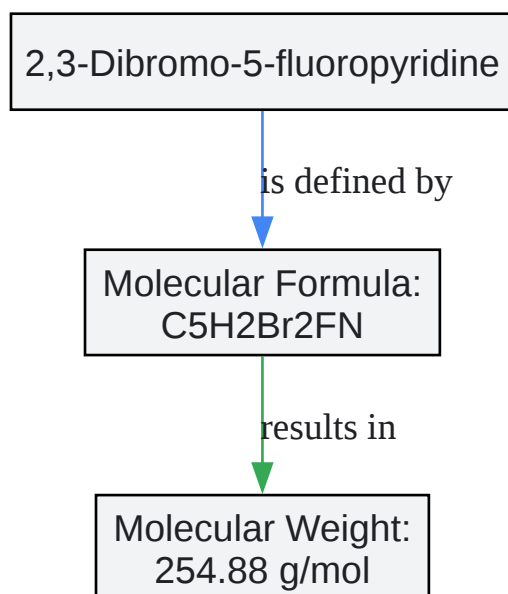 2,3-Dibromo-5-fluoropyridine
is defined by
Molecular Formula:
C5H2Br2FN
results in
Molecular Weight:
254.88 g/mol